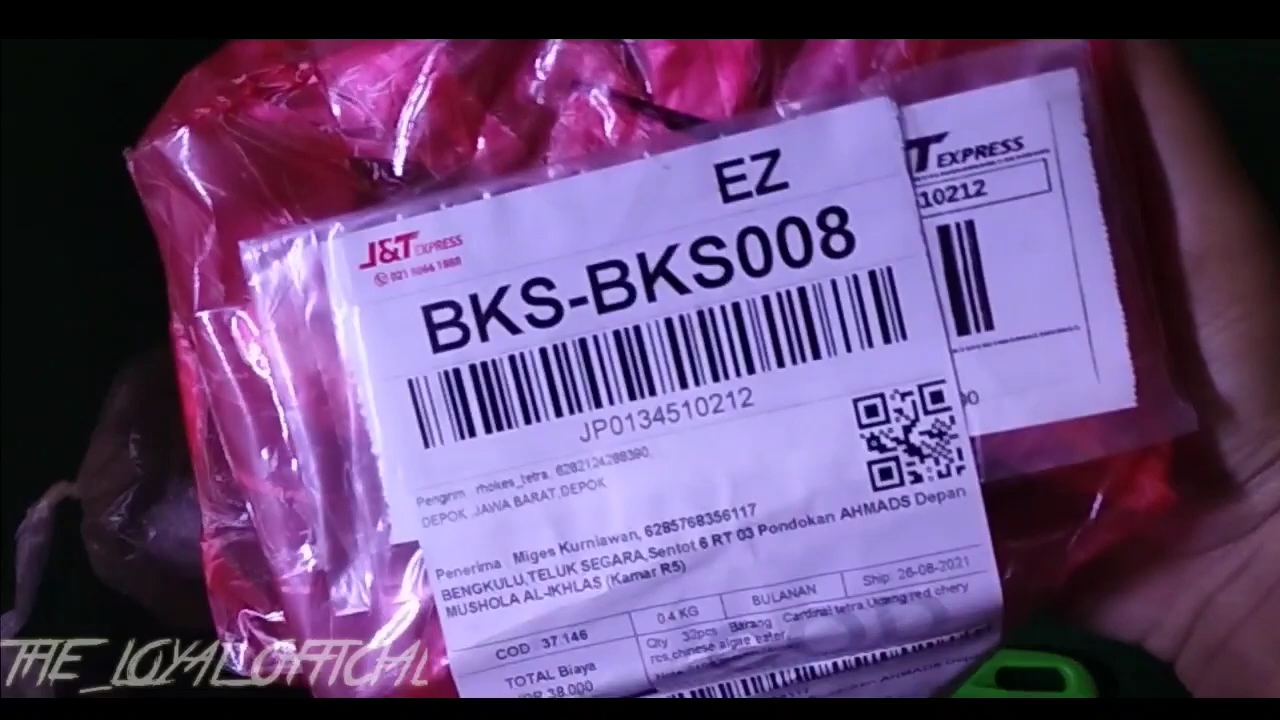 EZ
J&T EXPRESS
021 8066 1888
BKS-BKS008
JP0134510212
Pengirim rhokes_tetra, 6282124288390,
DEPOK ,JAWA BARAT,DEPOK
Penerima Miges Kurniawan, 6285768356117
BENGKULU,TELUK SEGARA,Sentot 6 RT 03 Pondokan AHMADS Depan
MUSHOLA AL-IKHLAS (Kamar R5)
COD 37.146
0.4 KG
BULANAN
Ship: 26-08-2021
Qty 32pcs Barang Cardinal tetra,Udang red chery
rcs,chinese algae eater
TOTAL Biaya
38.000
T EXPRESS
10212
90
THE_LOYAL_OFFICIAL